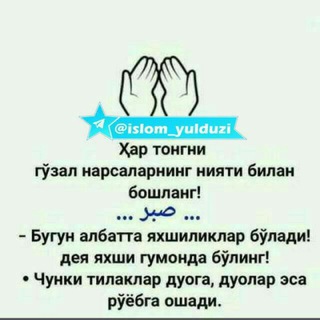 @islom_yulduzi
Ҳар тонгни
гўзал нарсаларнинг нияти билан
бошланг!
... صبر ...
- Бугун албатта яхшиликлар бўлади!
дея яхши гумонда бўлинг!
• Чунки тилаклар дуога, дуолар эса
рўёбга ошади.